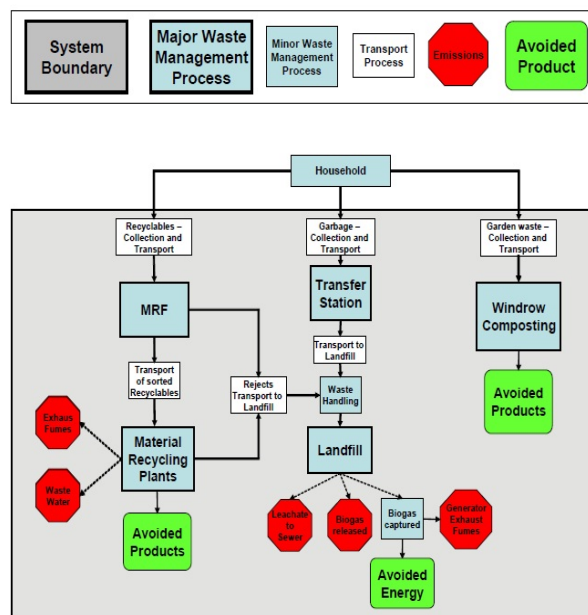 System
Boundary
Major Waste
Management
Process
Minor Waste
Management
Process
Transport
Process
Emissions
Avoided
Product
Household
Recyclables –
Collection and
Transport
Garbage –
Collection and
Transport
Garden waste –
Collection and
Transport
MRF
Transfer
Station
Windrow
Composting
Transport
of sorted
Recyclables
Rejects
Transport to
Landfill
Transport to
Landfill
Waste
Handling
Avoided
Products
Exhaus
Fumes
Waste
Water
Material
Recycling
Plants
Landfill
Avoided
Products
Leachate
to
Sewer
Biogas
released
Biogas
captured
Generator
Exhaust
Fumes
Avoided
Energy